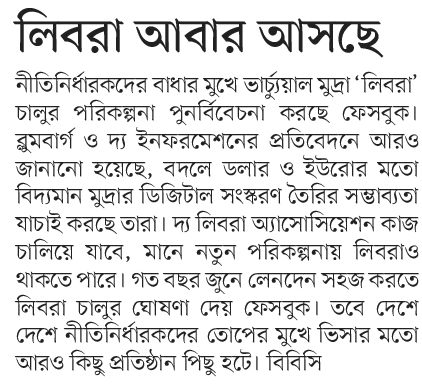 লিবরা আবার আসছে
নীতিনির্ধারকদের বাধার মুখে ভার্চ্যুয়াল মুদ্রা ‘লিবরা’
চালুর পরিকল্পনা পুনর্বিবেচনা করছে ফেসবুক।
ব্লুমবার্গ ও দ্য ইনফরমেশনের প্রতিবেদনে আরও
জানানো হয়েছে, বদলে ডলার ও ইউরোর মতো
বিদ্যমান মুদ্রার ডিজিটাল সংস্করণ তৈরির সম্ভাব্যতা
যাচাই করছে তারা। দ্য লিবরা অ্যাসোসিয়েশন কাজ
চালিয়ে যাবে, মানে নতুন পরিকল্পনায় লিবরাও
থাকতে পারে। গত বছর জুনে লেনদেন সহজ করতে
লিবরা চালুর ঘোষণা দেয় ফেসবুক। তবে দেশে
দেশে নীতিনির্ধারকদের তোপের মুখে ভিসার মতো
আরও কিছু প্রতিষ্ঠান পিছু হটে। বিবিসি